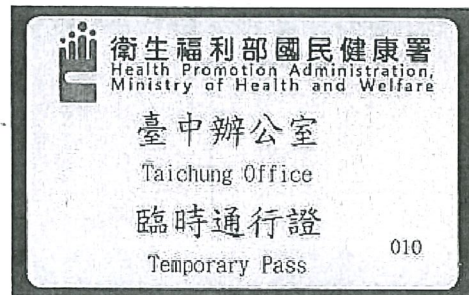 衛生福利部國民健康署
Health Promotion Administration,
Ministry of Health and Welfare
臺中辦公室
Taichung Office
臨時通行證
010
Temporary Pass